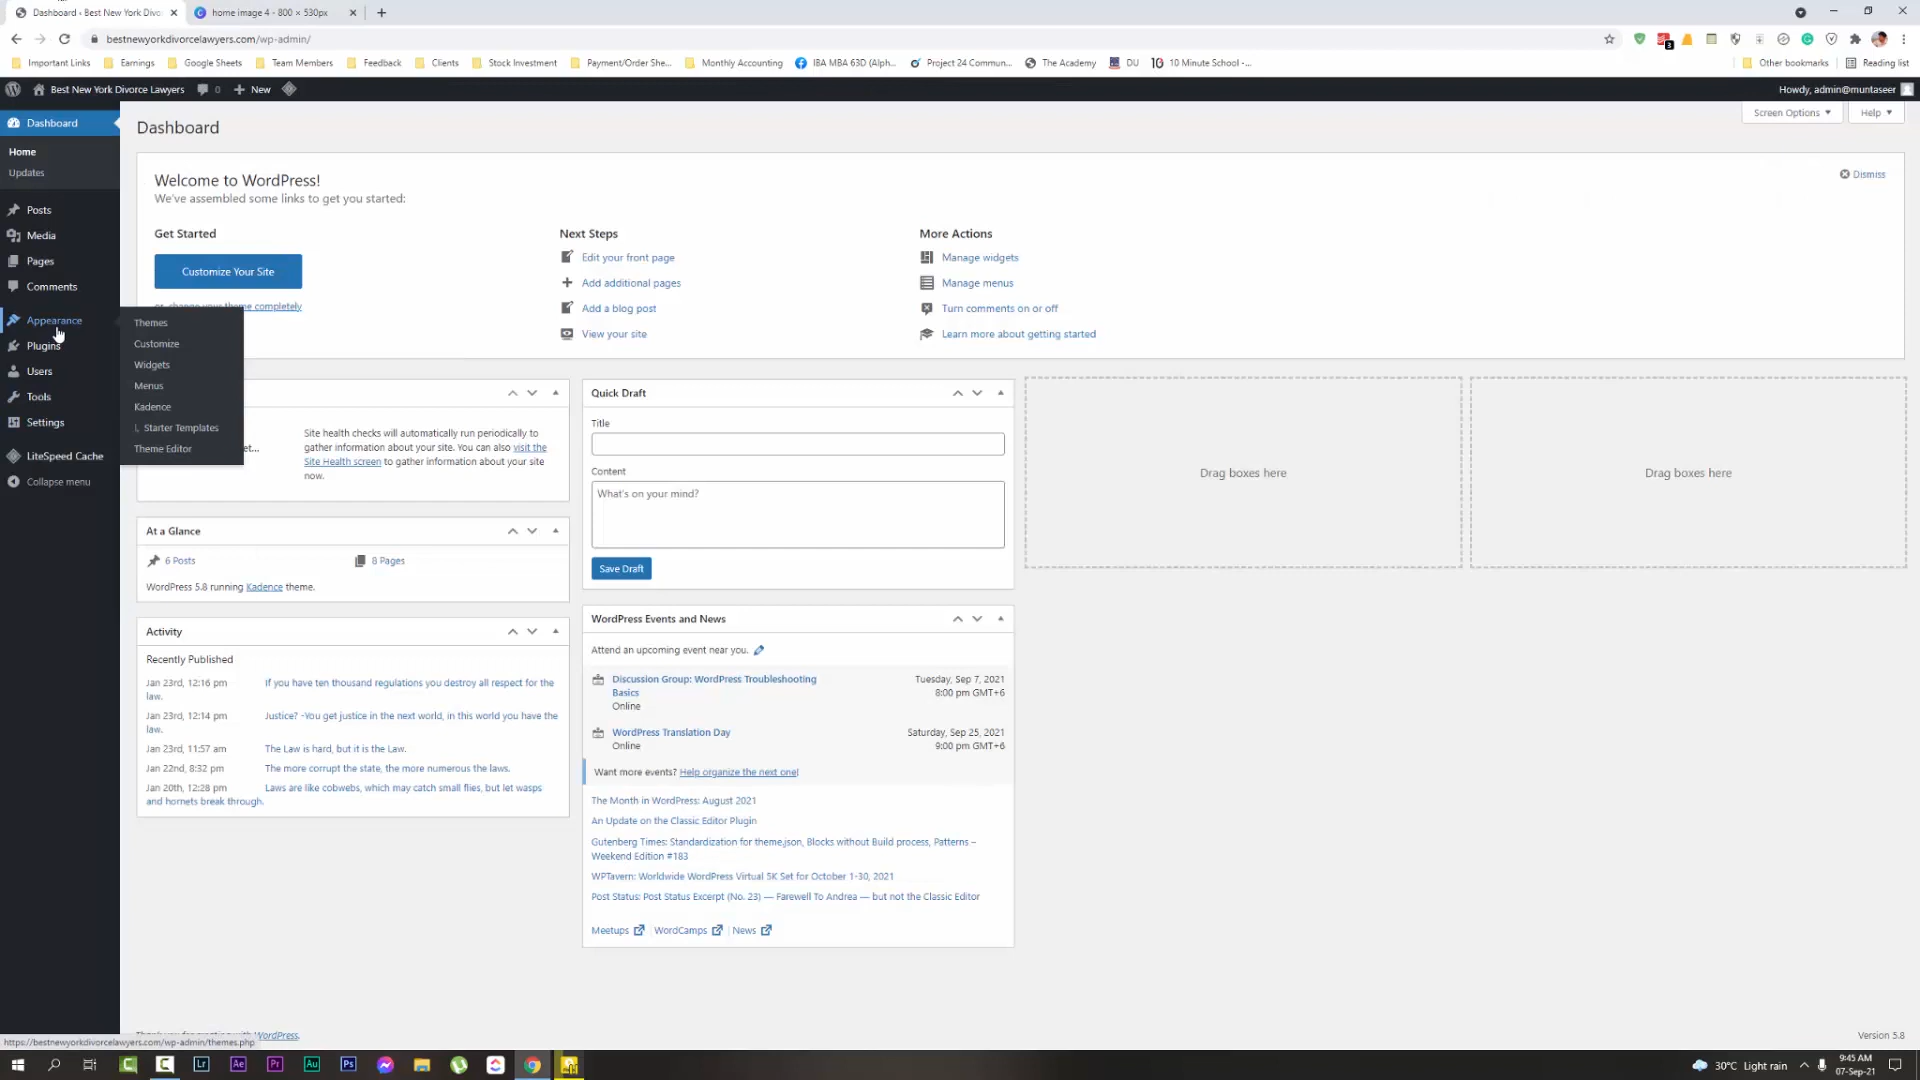 Dashboard ‹ Best New York Divo
home image 4 - 800 × 530px
bestnewyorkdivorcelawyers.com/wp-admin/
3
Important Links
Earnings
Google Sheets
Team Members
Feedback
Clients
Stock Investment
Payment/Order She...
Monthly Accounting
IBA MBA 63D (Alph...
Project 24 Commun...
The Academy
DU
10 Minute School -...
Other bookmarks
Reading list
Best New York Divorce Lawyers
0
New
Howdy, admin@muntaseer
Dashboard
Home
Updates
Posts
Media
Pages
Comments
Appearance
Plugins
Users
Tools
Settings
LiteSpeed Cache
Collapse menu
Themes
Customize
Widgets
Menus
Kadence
Starter Templates
Theme Editor
Dashboard
Screen Options
Help
Welcome to WordPress!
We've assembled some links to get you started:
Dismiss
Get Started
Customize Your Site
or, change your theme completely
Next Steps
Edit your front page
Add additional pages
Add a blog post
View your site
More Actions
Manage widgets
Manage menus
Turn comments on or off
Learn more about getting started
et...
Site health checks will automatically run periodically to
gather information about your site. You can also visit the
Site Health screen to gather information about your site
now.
At a Glance
6 Posts
8 Pages
WordPress 5.8 running Kadence theme.
Activity
Recently Published
Jan 23rd, 12:16 pm If you have ten thousand regulations you destroy all respect for the
law.
Jan 23rd, 12:14 pm Justice? -You get justice in the next world, in this world you have the
law.
Jan 23rd, 11:57 am The Law is hard, but it is the Law.
Jan 22nd, 8:32 pm The more corrupt the state, the more numerous the laws.
Jan 20th, 12:28 pm Laws are like cobwebs, which may catch small flies, but let wasps
and hornets break through.
Quick Draft
Title
Content
What's on your mind?
Save Draft
WordPress Events and News
Attend an upcoming event near you.
Discussion Group: WordPress Troubleshooting
Basics
Online
Tuesday, Sep 7, 2021
8:00 pm GMT+6
WordPress Translation Day
Online
Saturday, Sep 25, 2021
9:00 pm GMT+6
Want more events? Help organize the next one!
The Month in WordPress: August 2021
An Update on the Classic Editor Plugin
Gutenberg Times: Standardization for theme.json, Blocks without Build process, Patterns –
Weekend Edition #183
WPTavern: Worldwide WordPress Virtual 5K Set for October 1-30, 2021
Post Status: Post Status Excerpt (No. 23) — Farewell To Andrea — but not the Classic Editor
Meetups
WordCamps
News
Drag boxes here
Drag boxes here
Thank you for creating with WordPress.
Version 5.8
https://bestnewyorkdivorcelawyers.com/wp-admin/themes.php
Lr
Ae
Pr
Au
Ps
30°C Light rain
9:45 AM
07-Sep-21